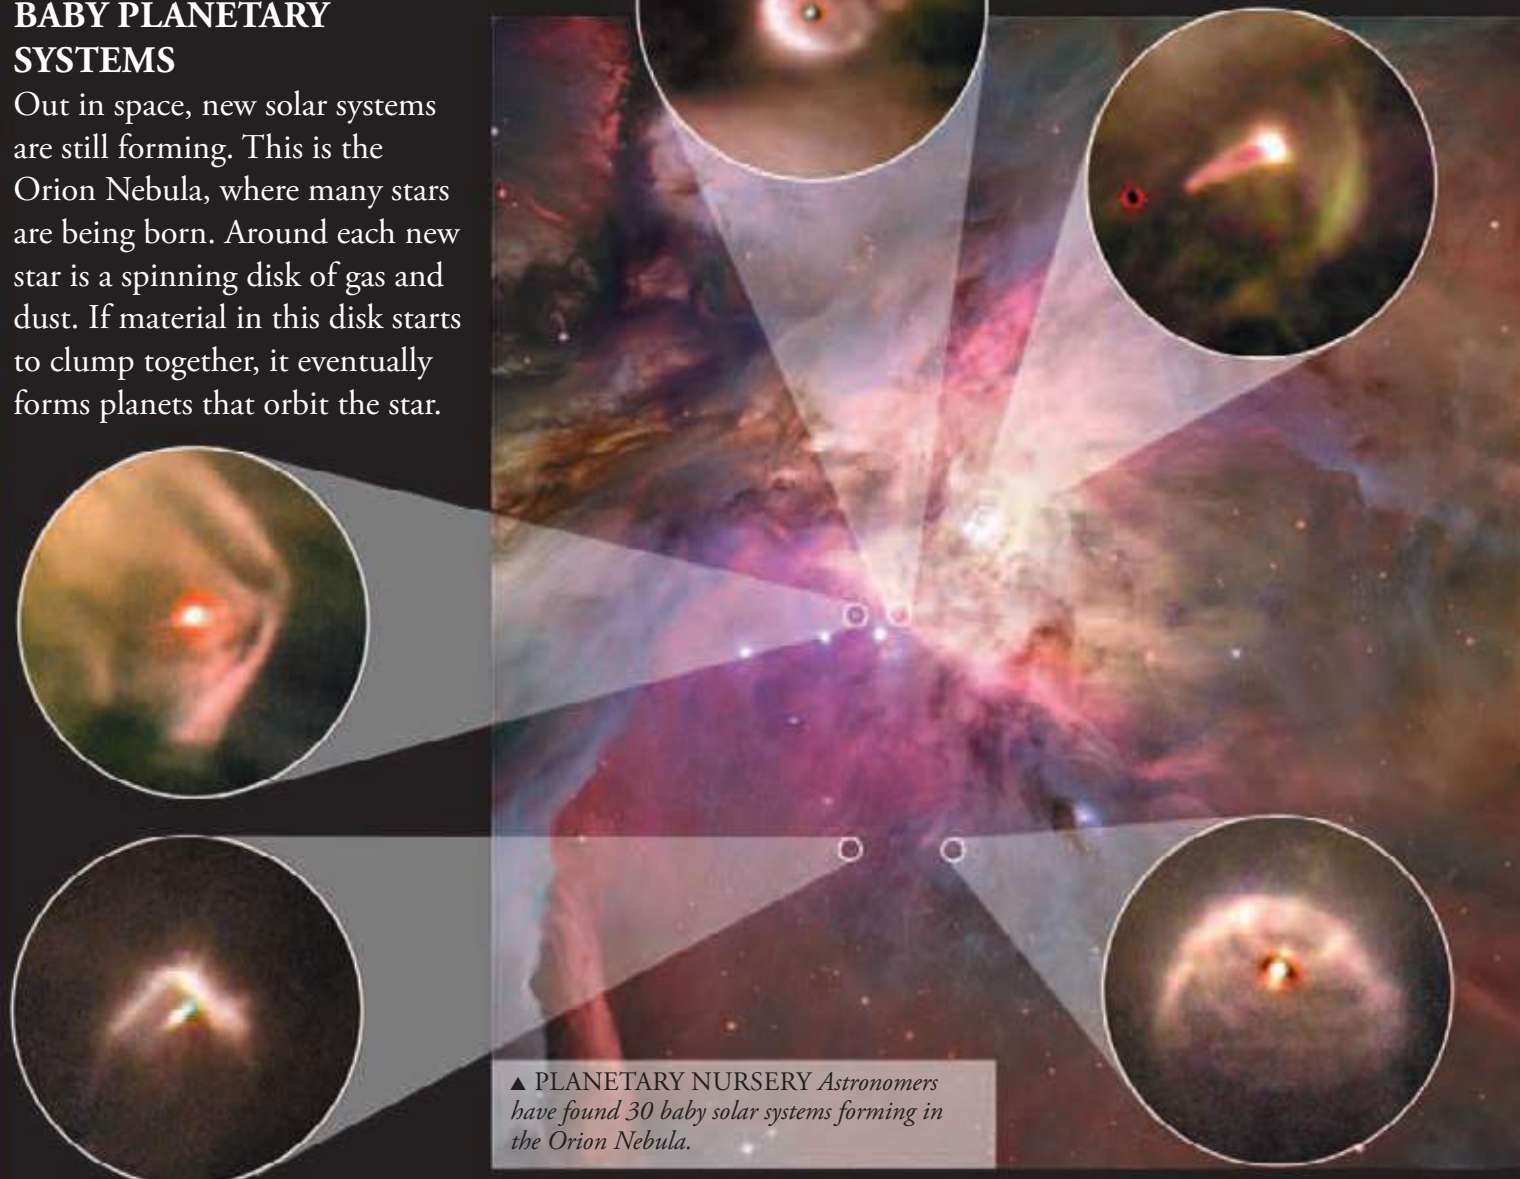 BABY PLANETARY
SYSTEMS
Out in space, new solar systems
are still forming. This is the
Orion Nebula, where many stars
are being born. Around each new
star is a spinning disk of gas and
dust. If material in this disk starts
to clump together, it eventually
forms planets that orbit the star.
▲ PLANETARY NURSERY Astronomers
have found 30 baby solar systems forming in
the Orion Nebula.